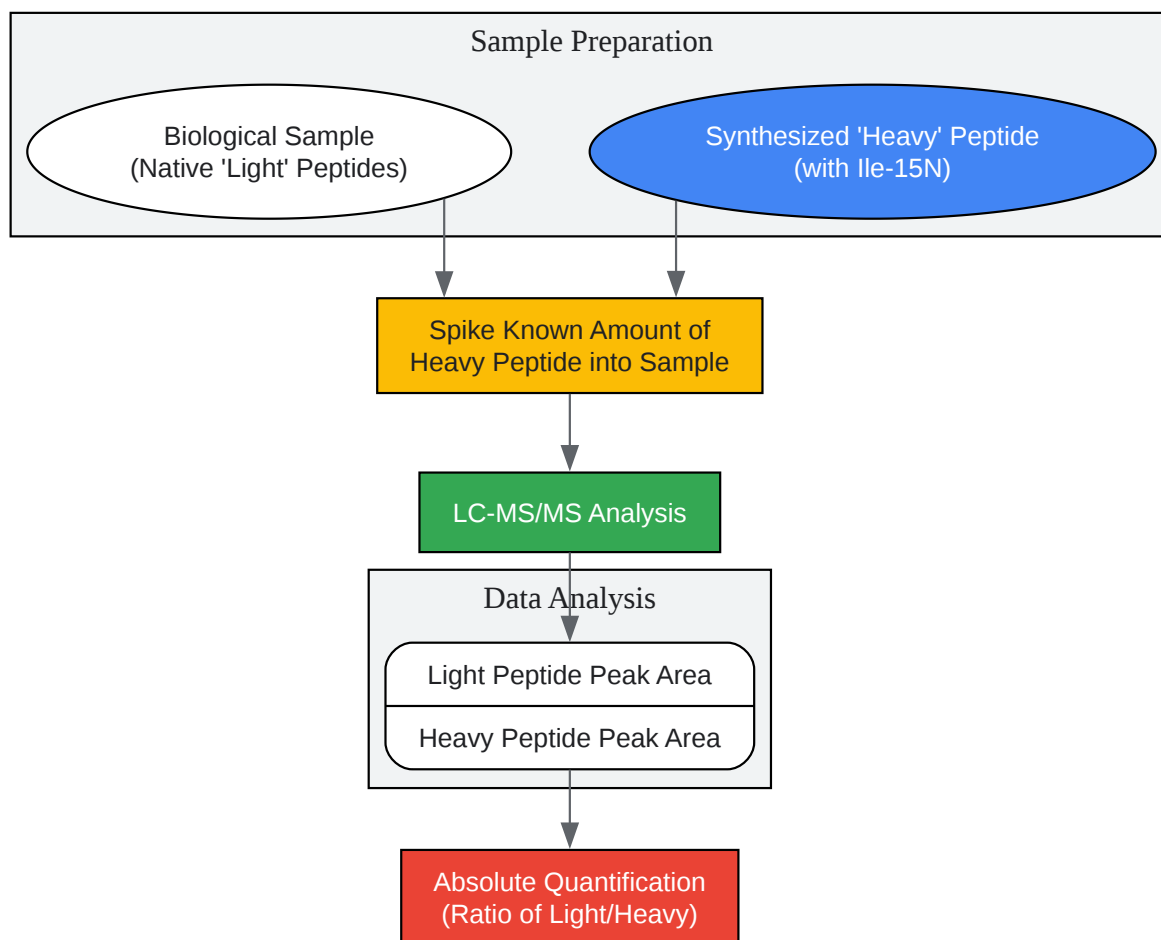 Sample Preparation
Biological Sample
(Native 'Light' Peptides)
Synthesized 'Heavy' Peptide
(with Ile-15N)
Spike Known Amount of
Heavy Peptide into Sample
LC-MS/MS Analysis
Data Analysis
Light Peptide Peak Area
Heavy Peptide Peak Area
Absolute Quantification
(Ratio of Light/Heavy)